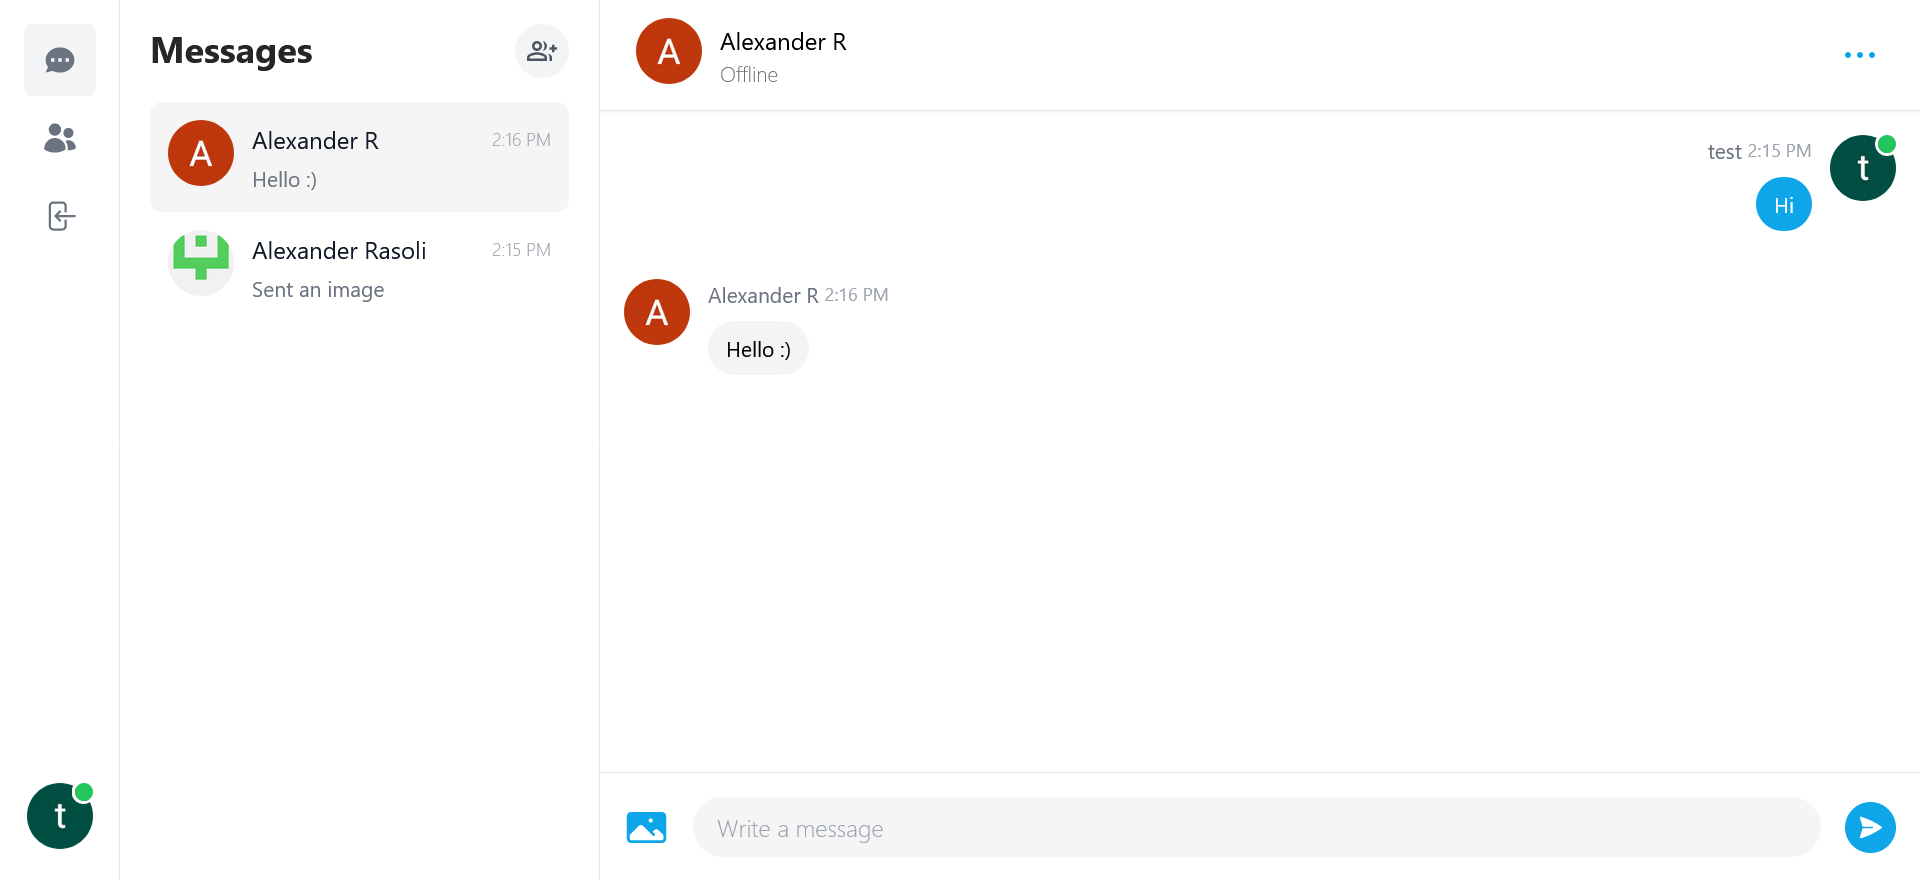 Messages
A
Alexander R
2:16 PM
Hello :)
Alexander Rasoli
2:15 PM
Sent an image
t
A
Alexander R
Offline
test 2:15 PM
t
Hi
A
Alexander R 2:16 PM
Hello :)
Write a message